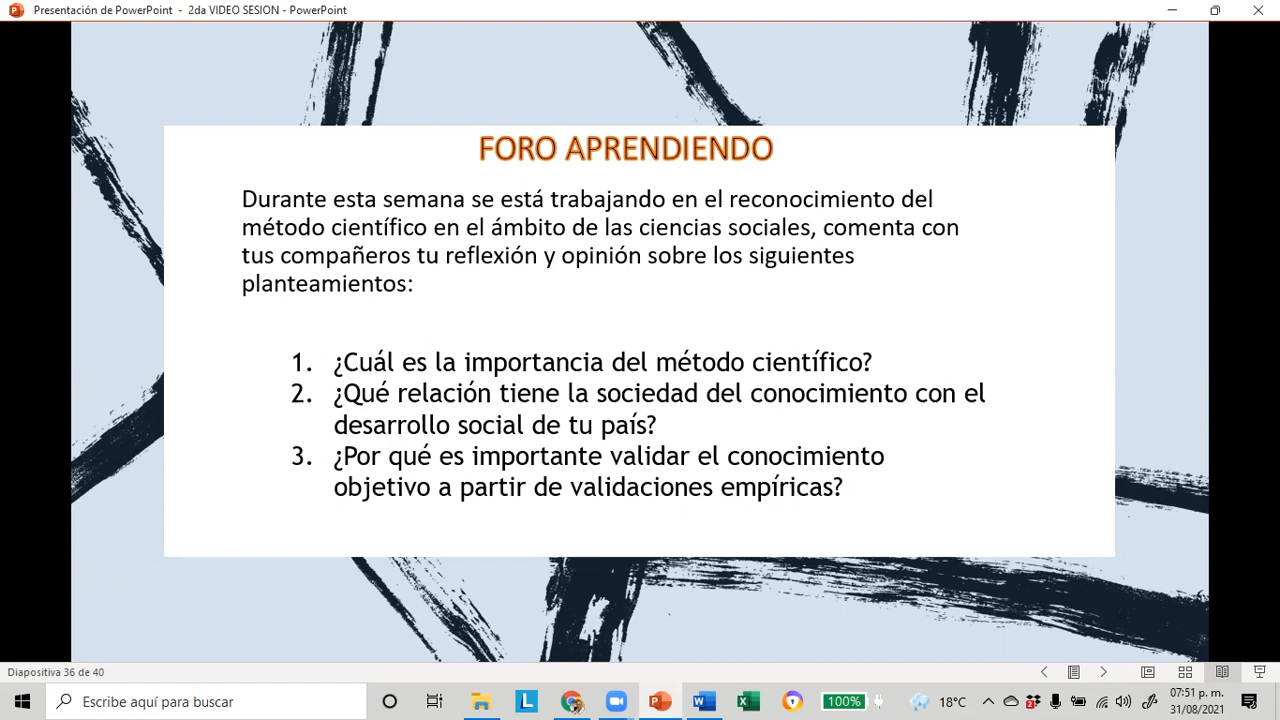 Presentación de PowerPoint - 2da VIDEO SESION - PowerPoint
FORO APRENDIENDO
Durante esta semana se está trabajando en el reconocimiento del
método científico en el ámbito de las ciencias sociales, comenta con
tus compañeros tu reflexión y opinión sobre los siguientes
planteamientos:
1. ¿Cuál es la importancia del método científico?
2. ¿Qué relación tiene la sociedad del conocimiento con el
desarrollo social de tu país?
3. ¿Por qué es importante validar el conocimiento
objetivo a partir de validaciones empíricas?
Diapositiva 36 de 40
Escribe aquí para buscar
L
100%
18°C
07:51 p. m.
31/08/2021